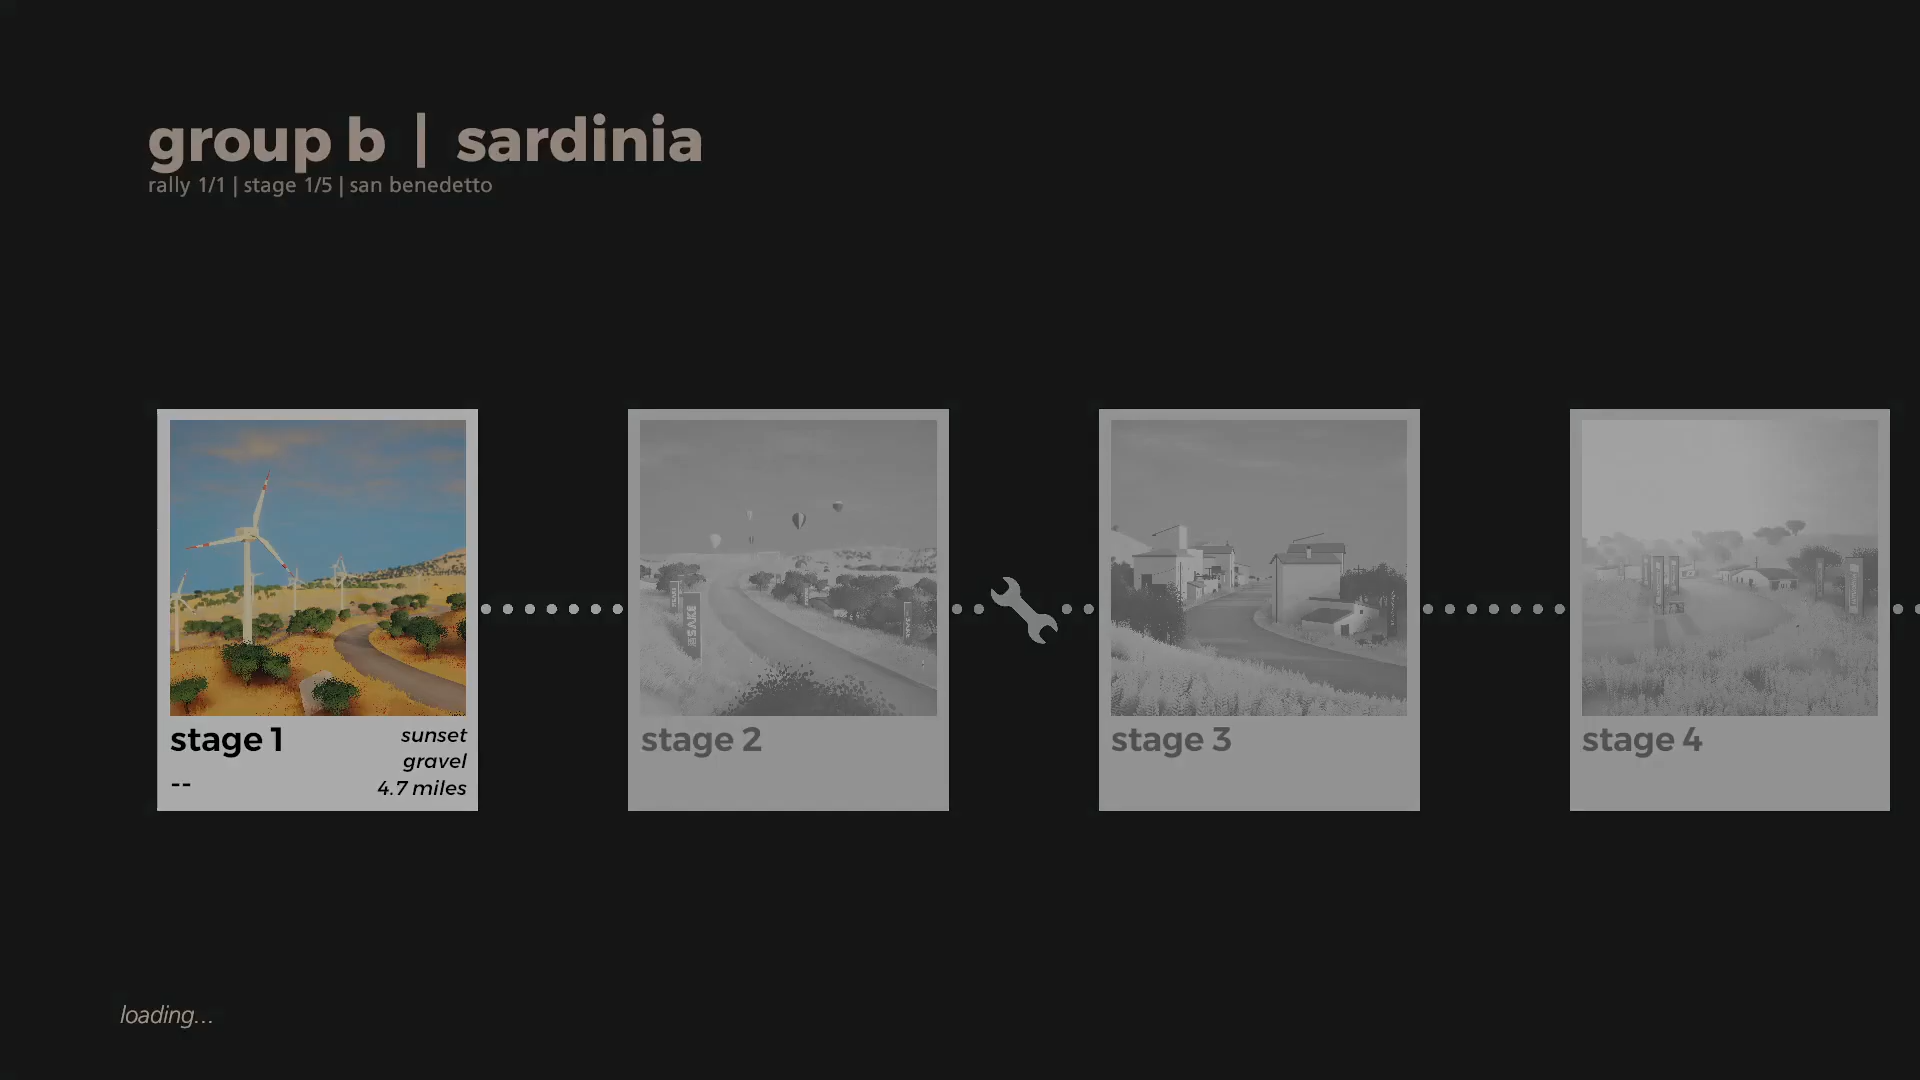 group b | sardinia
rally 1/1 | stage 1/5 | san benedetto
SAKE
stage 1
sunset
gravel
--
4.7 miles
stage 2
stage 3
stage 4
loading...